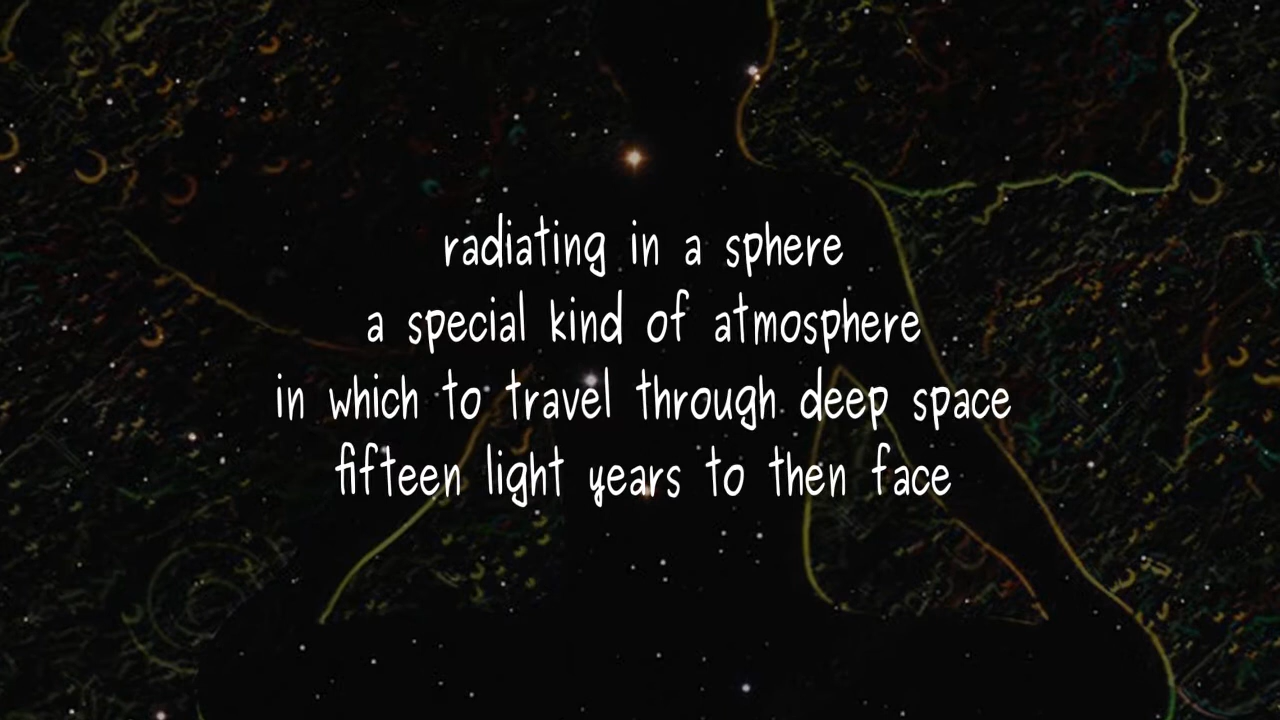 radiating in a sphere
a special kind of atmosphere
in which to travel through deep space
fifteen light years to then face